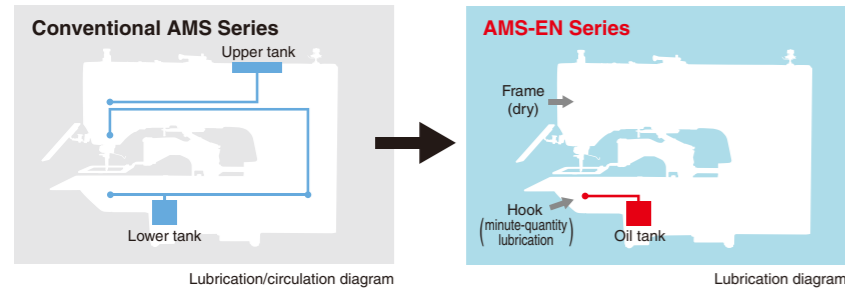 Conventional AMS Series
Upper tank
Lower tank
Lubrication/circulation diagram
AMS-EN Series
Frame
(dry)
Hook
(minute-quantity
lubrication)
Oil tank
Lubrication diagram